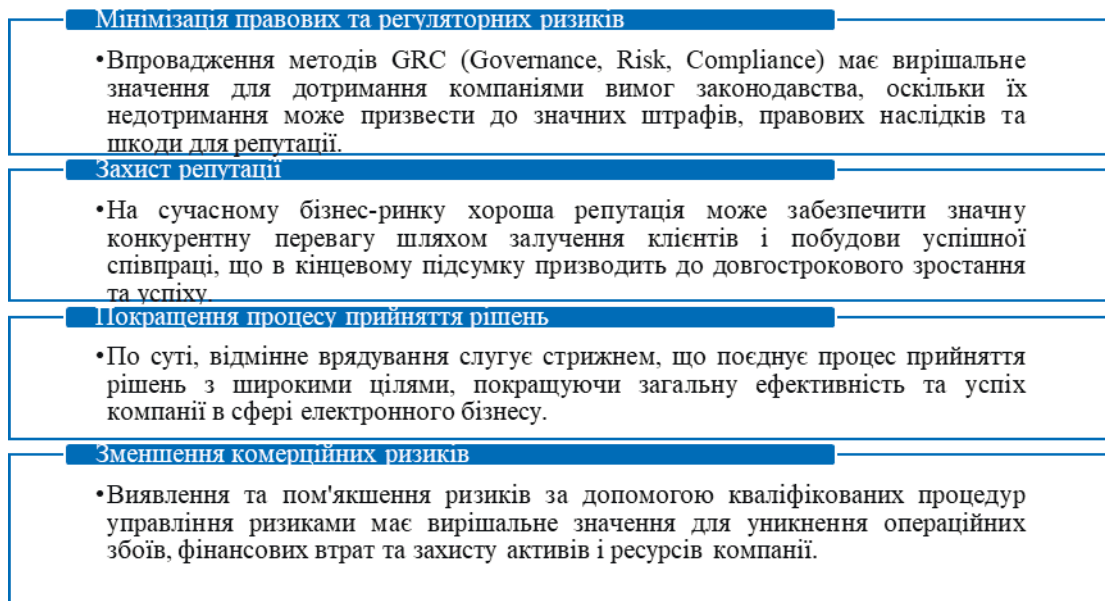 Мінімізація правових та регуляторних ризиків
•Впровадження методів GRC (Governance, Risk, Compliance) має вирішальне
значення для дотримання компаніями вимог законодавства, оскільки їх
недотримання може призвести до значних штрафів, правових наслідків та
шкоди для репутації.
Захист репутації
•На сучасному бізнес-ринку хороша репутація може забезпечити значну
конкурентну перевагу шляхом залучення клієнтів і побудови успішної
співпраці, що в кінцевому підсумку призводить до довгострокового зростання
та успіху.
Покращення процесу прийняття рішень
•По суті, відмінне врядування слугує стрижнем, що поєднує процес прийняття
рішень з широкими цілями, покращуючи загальну ефективність та успіх
компанії в сфері електронного бізнесу.
Зменшення комерційних ризиків
•Виявлення та пом'якшення ризиків за допомогою кваліфікованих процедур
управління ризиками має вирішальне значення для уникнення операційних
збоїв, фінансових втрат та захисту активів і ресурсів компанії.